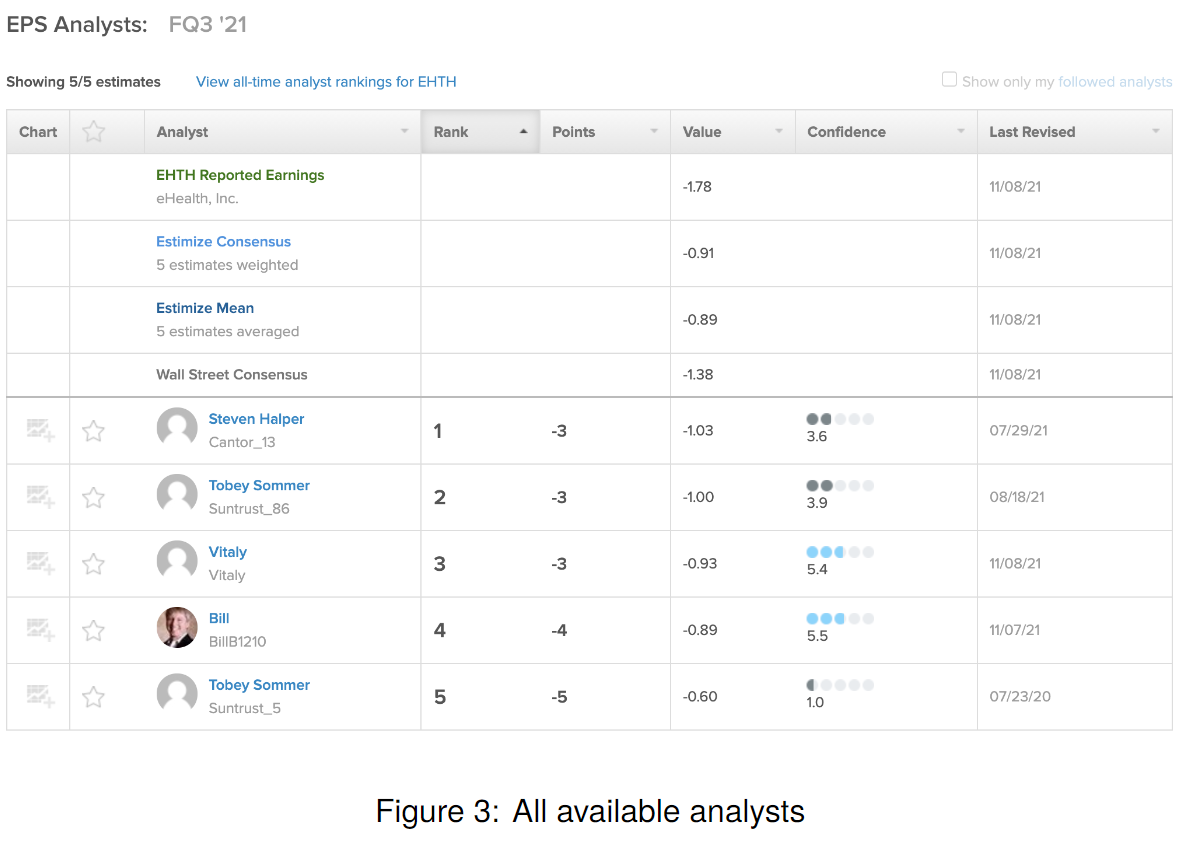 EPS Analysts: FQ3 '21
Showing 5/5 estimates View all-time analyst rankings for EHTH Show only my followed analysts
Chart Analyst Rank Points Value Confidence Last Revised
EHTH Reported Earnings
eHealth, Inc.
-1.78 11/08/21
Estimize Consensus
5 estimates weighted
-0.91 11/08/21
Estimize Mean
5 estimates averaged
-0.89 11/08/21
Wall Street Consensus -1.38 11/08/21
Steven Halper
Cantor_13
1 -3 -1.03 3.6 07/29/21
Tobey Sommer
Suntrust_86
2 -3 -1.00 3.9 08/18/21
Vitaly
Vitaly
3 -3 -0.93 5.4 11/08/21
Bill
BillB1210
4 -4 -0.89 5.5 11/07/21
Tobey Sommer
Suntrust_5
5 -5 -0.60 1.0 07/23/20
Figure 3: All available analysts